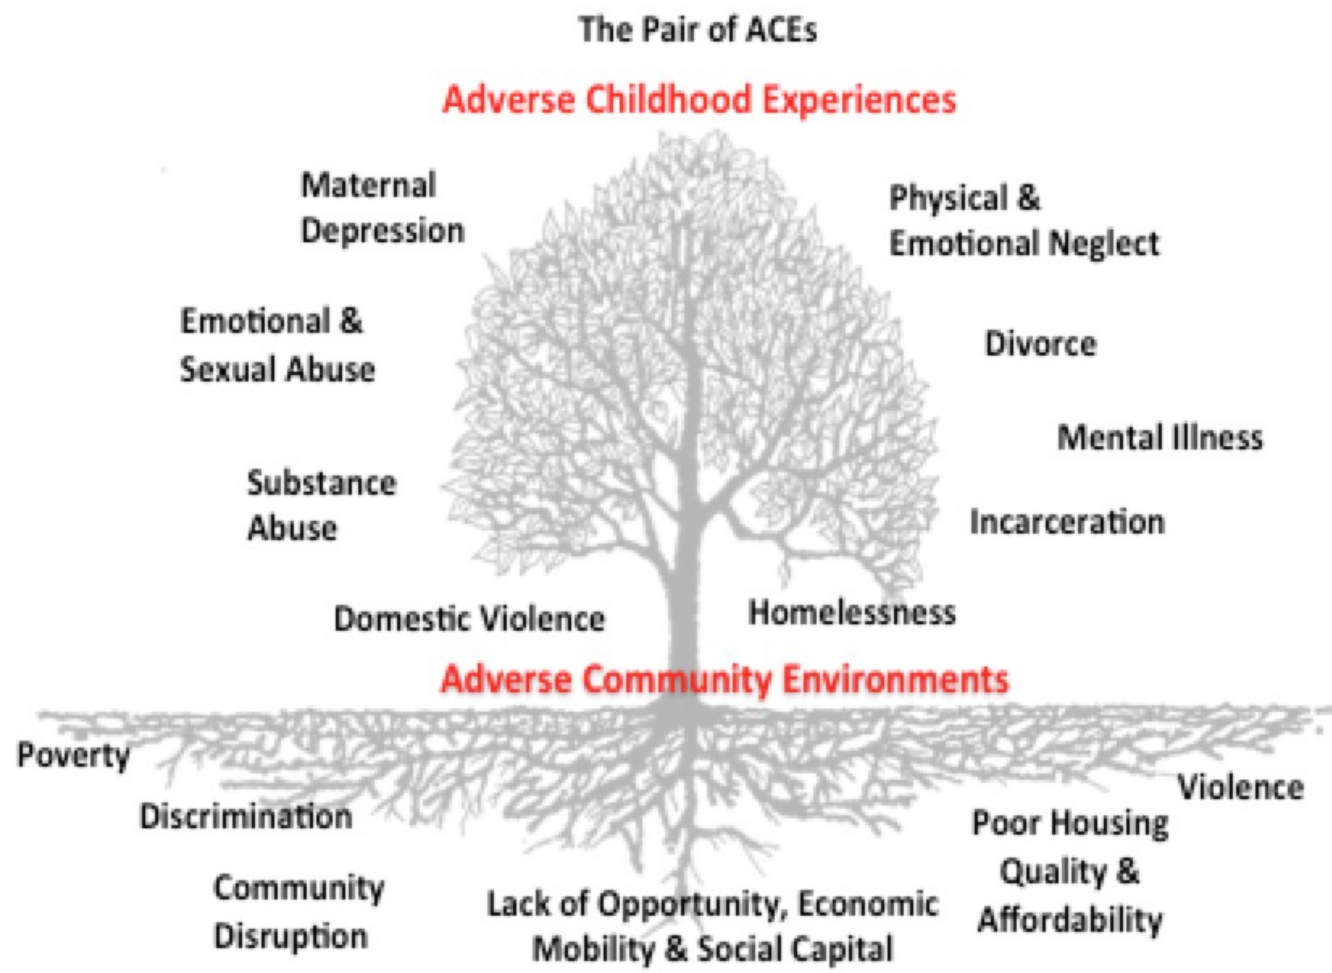 The Pair of ACEs
Adverse Childhood Experiences
Maternal
Depression
Physical &
Emotional Neglect
Emotional &
Sexual Abuse
Divorce
Mental Illness
Substance
Abuse
Incarceration
Domestic Violence
Homelessness
Adverse Community Environments
Poverty
Violence
Discrimination
Poor Housing
Quality &
Affordability
Community
Disruption
Lack of Opportunity, Economic
Mobility & Social Capital